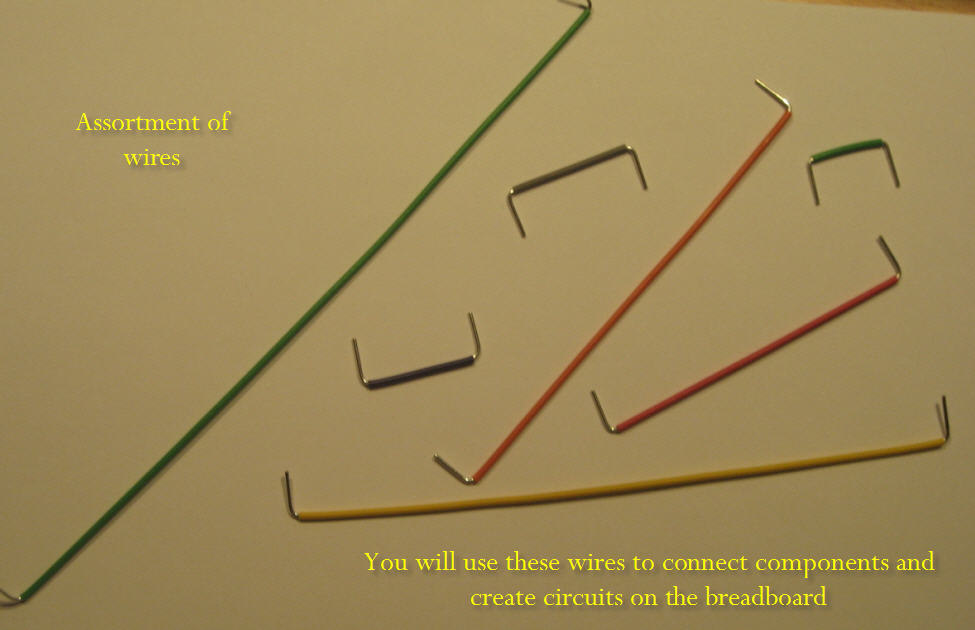 Assortment of
wires
You will use these wires to connect components and
create circuits on the breadboard